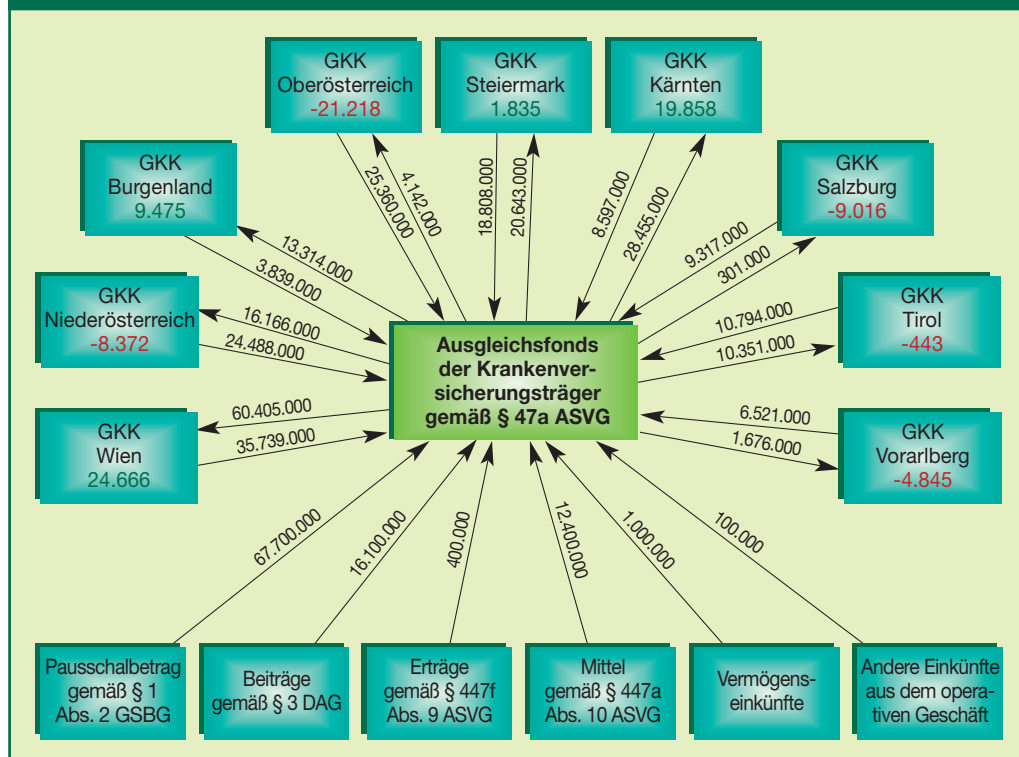 GKK
Oberösterreich
-21.218
GKK
Steiermark
1.835
GKK
Kärnten
19.858
GKK
Burgenland
9.475
GKK
Salzburg
-9.016
GKK
Niederösterreich
-8.372
GKK
Tirol
-443
GKK
Wien
24.666
GKK
Vorarlberg
-4.845
25.360.000
4.142.000
18.808.000
20.643.000
8.597.000
28.455.000
13.314.000
3.839.000
9.317.000
301.000
16.166.000
24.488.000
10.794.000
10.351.000
60.405.000
35.739.000
6.521.000
1.676.000
Ausgleichsfonds
der Krankenver-
sicherungsträger
gemäß § 47a ASVG
67.700.000
16.100.000
400.000
12.400.000
1.000.000
100.000
Pausschalbetrag
gemäß § 1
Abs. 2 GSBG
Beiträge
gemäß § 3 DAG
Erträge
gemäß § 447f
Abs. 9 ASVG
Mittel
gemäß § 447a
Abs. 10 ASVG
Vermögens-
einkünfte
Andere Einkünfte
aus dem opera-
tiven Geschäft